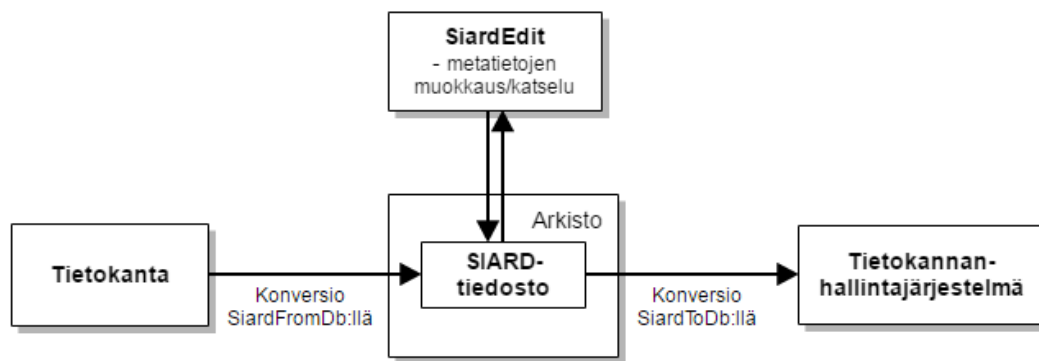 SiardEdit
- metatietojen
muokkaus/katselu
Arkisto
Tietokanta
Konversio
SiardFromDb:llä
SIARD-
tiedosto
Konversio
SiardToDb:llä
Tietokannan-
hallintajärjestelmä